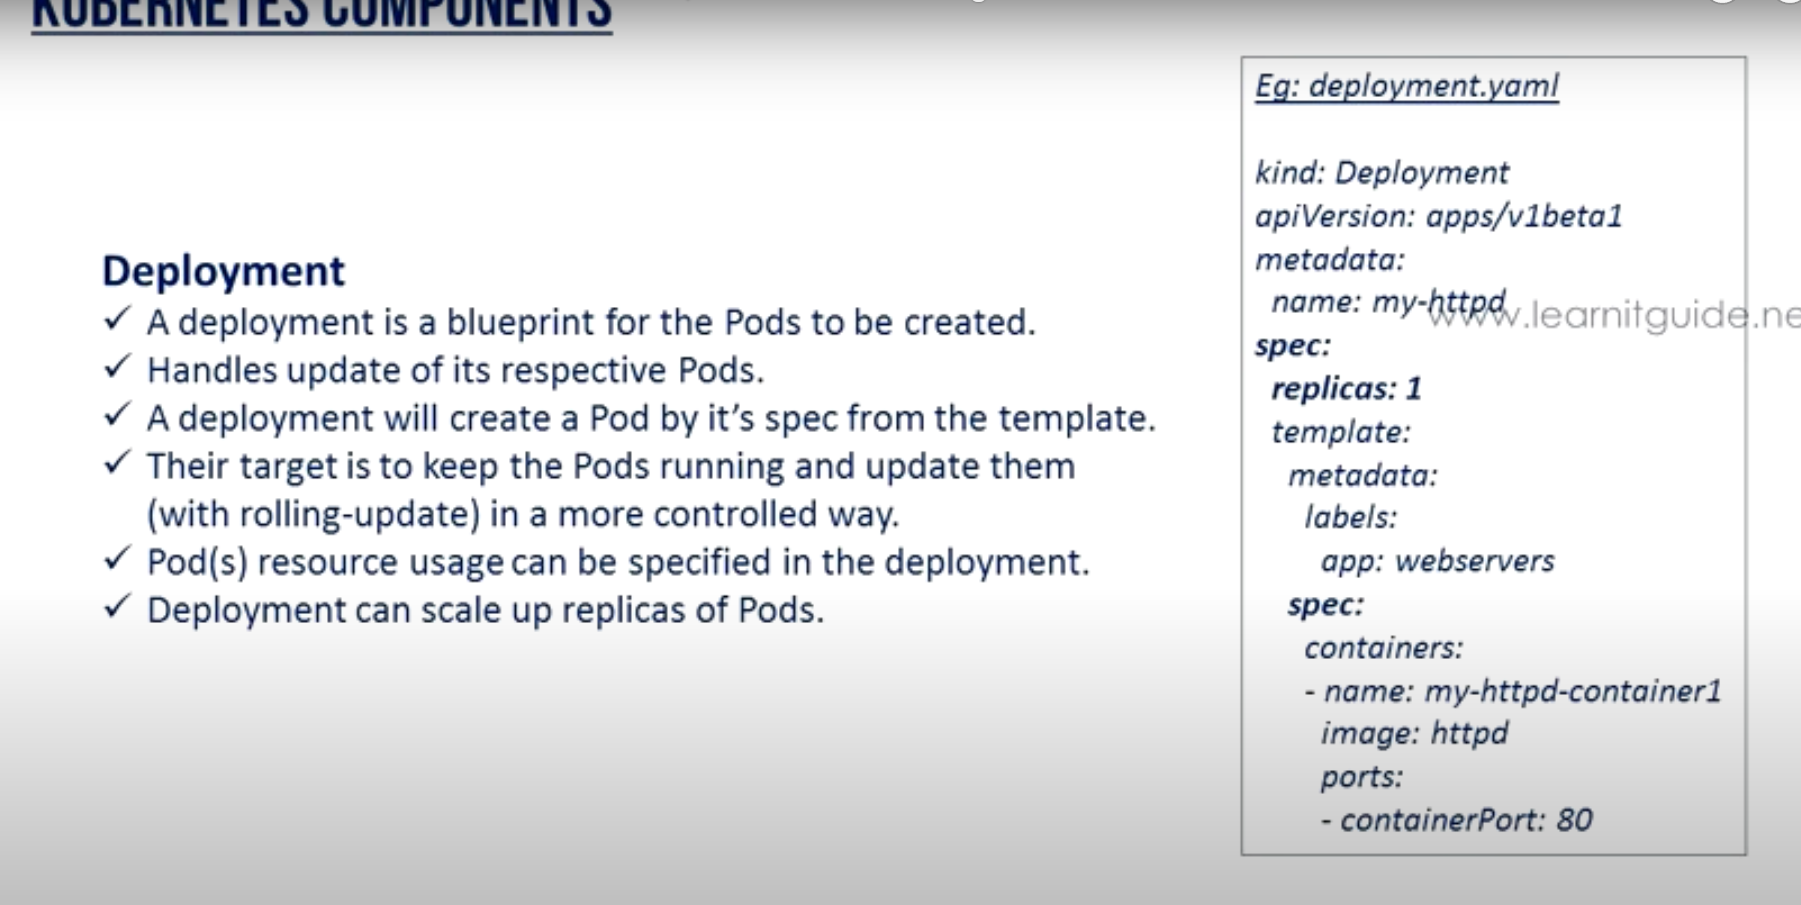 KUBERNETES COMPONENTS
Deployment
✓ A deployment is a blueprint for the Pods to be created.
✓ Handles update of its respective Pods.
✓ A deployment will create a Pod by it’s spec from the template.
✓ Their target is to keep the Pods running and update them
(with rolling-update) in a more controlled way.
✓ Pod(s) resource usage can be specified in the deployment.
✓ Deployment can scale up replicas of Pods.
Eg: deployment.yaml
kind: Deployment
apiVersion: apps/v1beta1
metadata:
name: my-httpd
spec:
replicas: 1
template:
metadata:
labels:
app: webservers
spec:
containers:
- name: my-httpd-container1
image: httpd
ports:
- containerPort: 80
www.learnitguide.ne